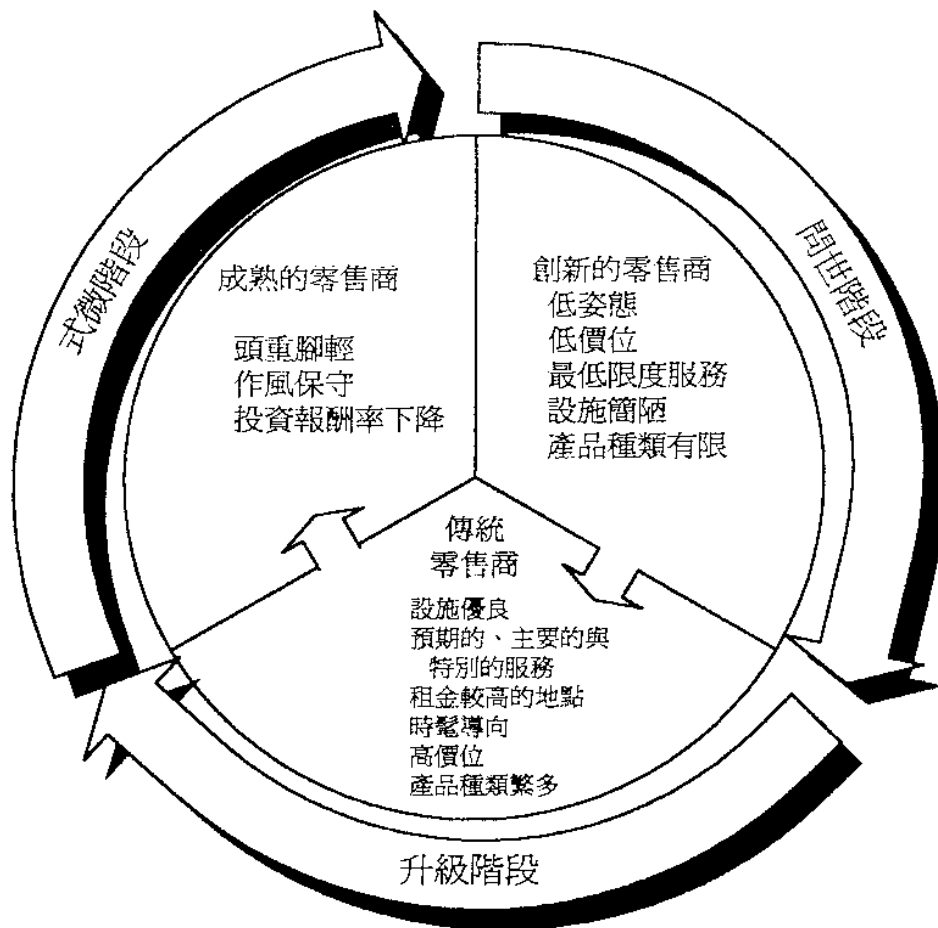 式微階段
成熟的零售商
頭重腳輕
作風保守
投資報酬率下降
問世階段
創新的零售商
低姿態
低價位
最低限度服務
設施簡陋
產品種類有限
傳統
零售商
設施優良
預期的、主要的與
特別的服務
租金較高的地點
時髦導向
高價位
產品種類繁多
升級階段